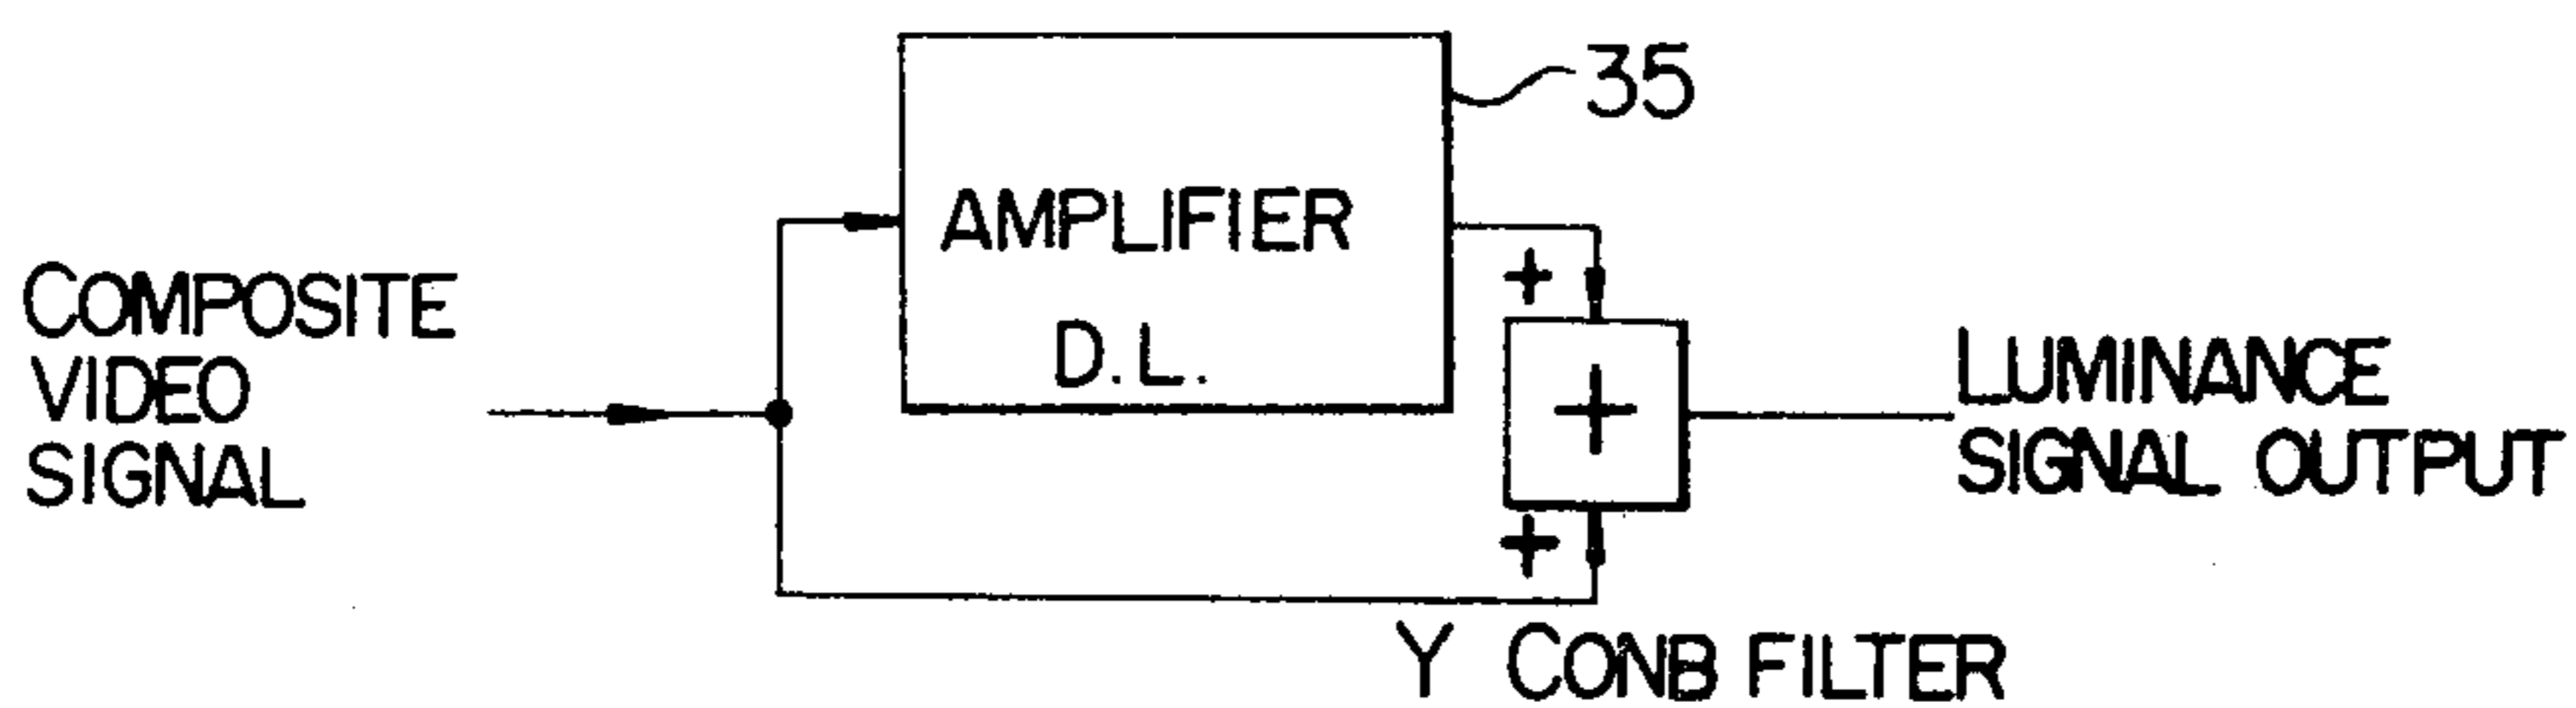 35
AMPLIFIER
D.L.
COMPOSITE
VIDEO
SIGNAL
+
+
+
LUMINANCE
SIGNAL OUTPUT
Y CONB FILTER